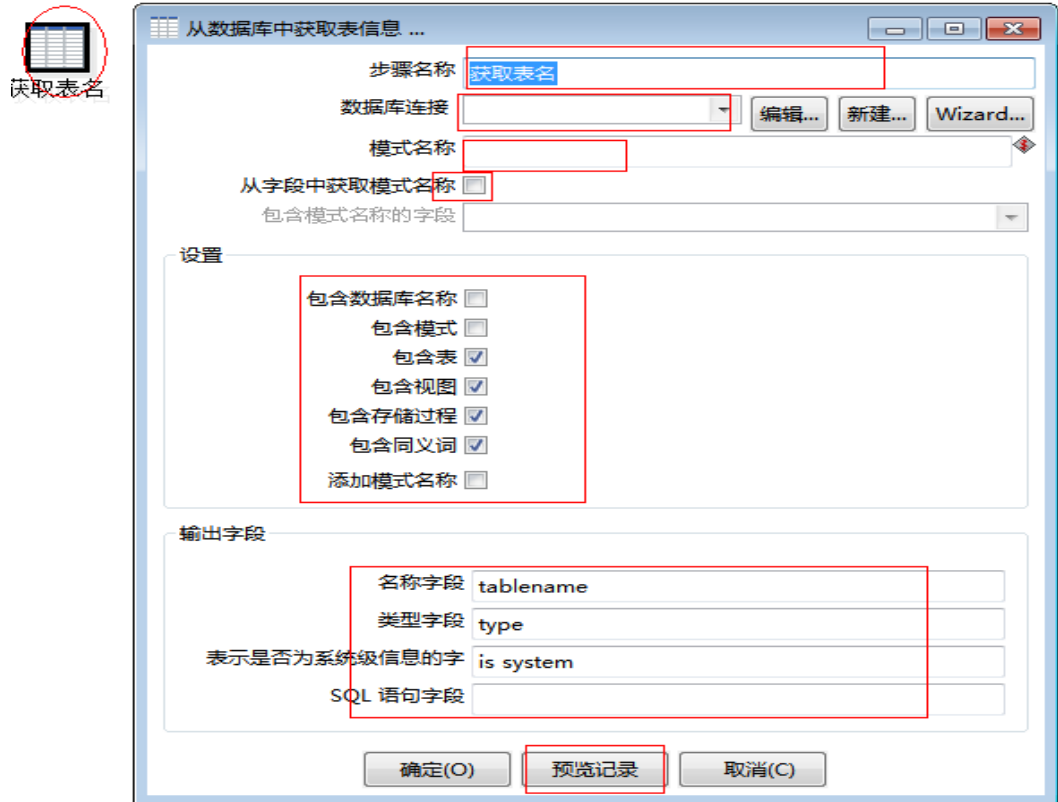 获取表名
从数据库中获取表信息 ...
步骤名称 获取表名
数据库连接 编辑... 新建... Wizard...
模式名称
从字段中获取模式名称
包含模式名称的字段
设置
包含数据库名称
包含模式
包含表
包含视图
包含存储过程
包含同义词
添加模式名称
输出字段
名称字段 tablename
类型字段 type
表示是否为系统级信息的字 is system
SQL 语句字段
确定(O) 预览记录 取消(C)